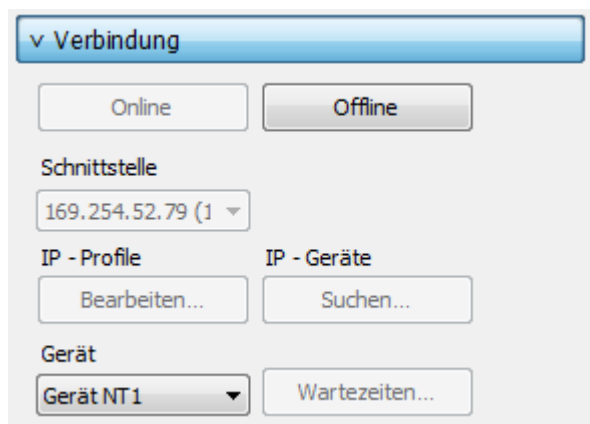 v Verbindung
Online Offline
Schnittstelle
169.254.52.79 (1
IP - Profile IP - Geräte
Bearbeiten... Suchen...
Gerät
Gerät NT1 Wartezeiten...